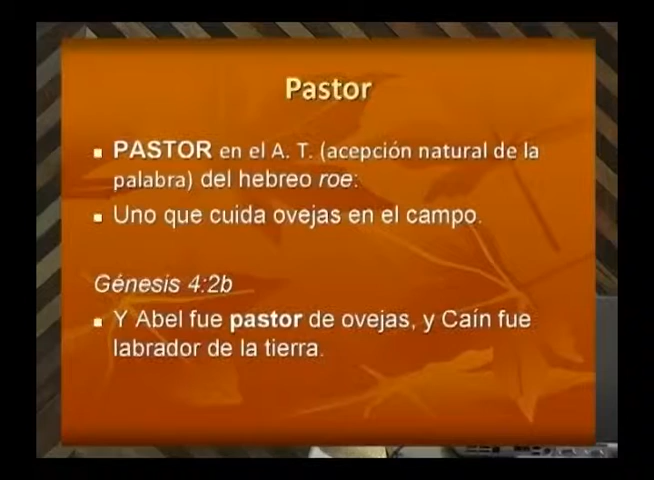 Pastor
PASTOR en el A. T. (acepción natural de la
palabra) del hebreo roe:
Uno que cuida ovejas en el campo.
Génesis 4:2b
Y Abel fue pastor de ovejas, y Caín fue
labrador de la tierra.